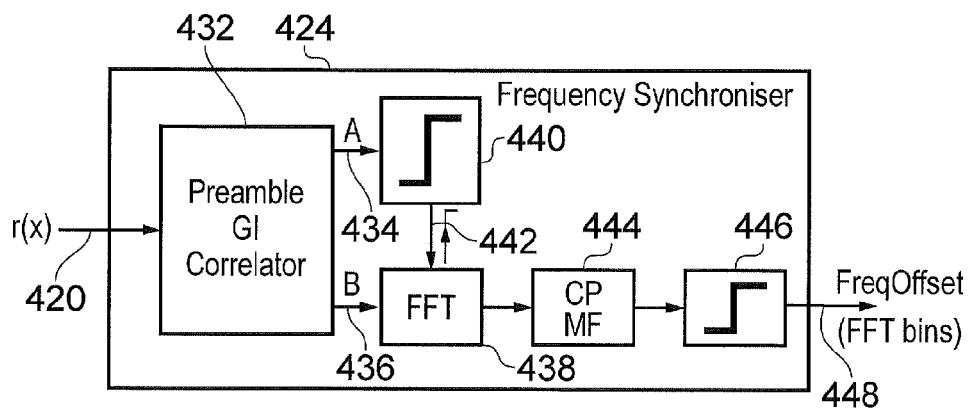 432
424
Frequency Synchroniser
A
440
Preamble
GI
Correlator
434
442
444
446
r(x)
420
B
FFT
CP
MF
FreqOffset
(FFT bins)
436
438
448